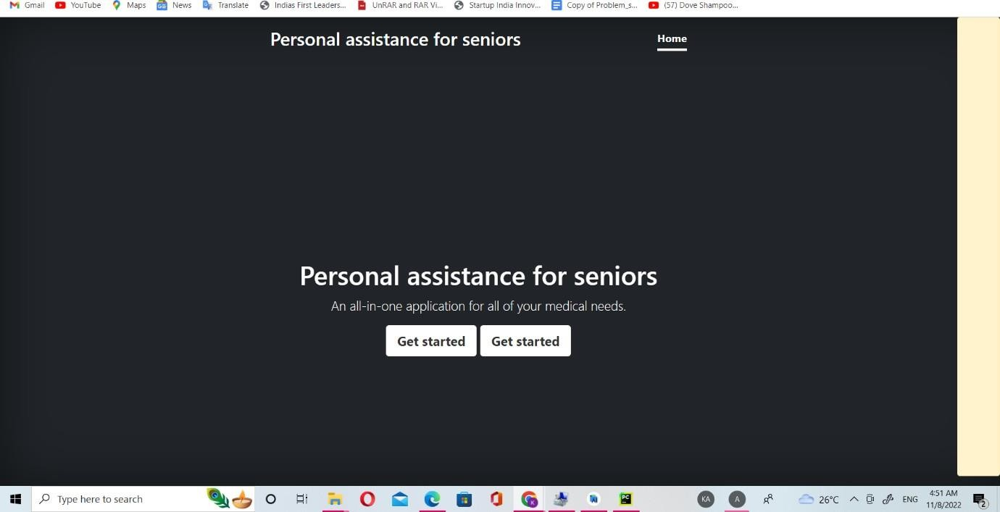 Gmail YouTube Maps News Translate Indias First Leaders... UnRAR and RAR Vi... Startup India Innov... Copy of Problem_s... (57) Dove Shampoo...
Personal assistance for seniors Home
Personal assistance for seniors
An all-in-one application for all of your medical needs.
Get started Get started
Type here to search KA A 26°C ENG 4:51 AM
11/8/2022 2